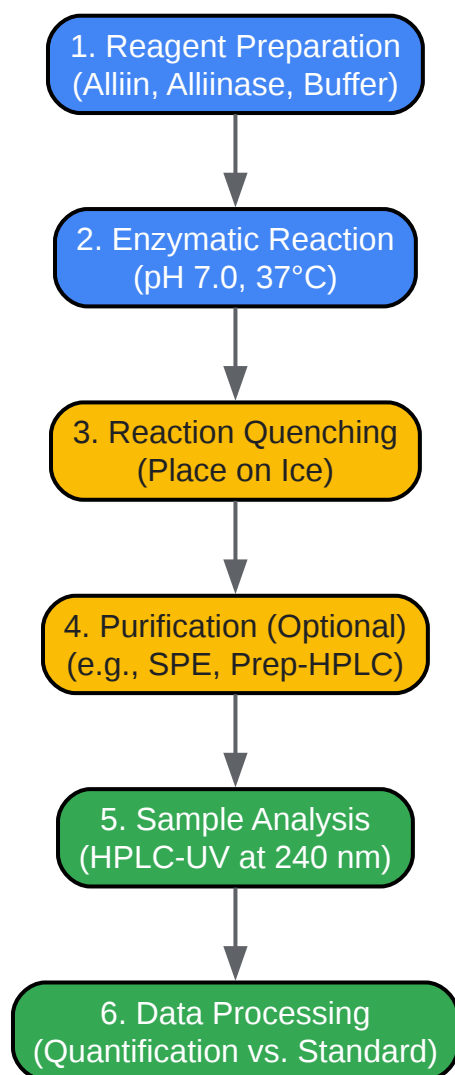 1. Reagent Preparation
(Alliin, Alliinase, Buffer)
2. Enzymatic Reaction
(pH 7.0, 37°C)
3. Reaction Quenching
(Place on Ice)
4. Purification (Optional)
(e.g., SPE, Prep-HPLC)
5. Sample Analysis
(HPLC-UV at 240 nm)
6. Data Processing
(Quantification vs. Standard)